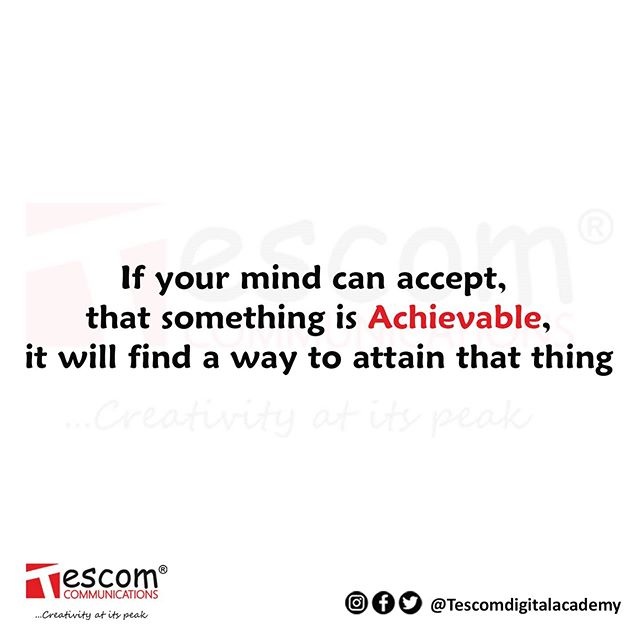 If your mind can accept,
that something is Achievable,
it will find a way to attain that thing
Tescom®
COMMUNICATIONS
...Creativity at its peak
Tescom®
COMMUNICATIONS
...Creativity at its peak
@Tescomdigitalacademy